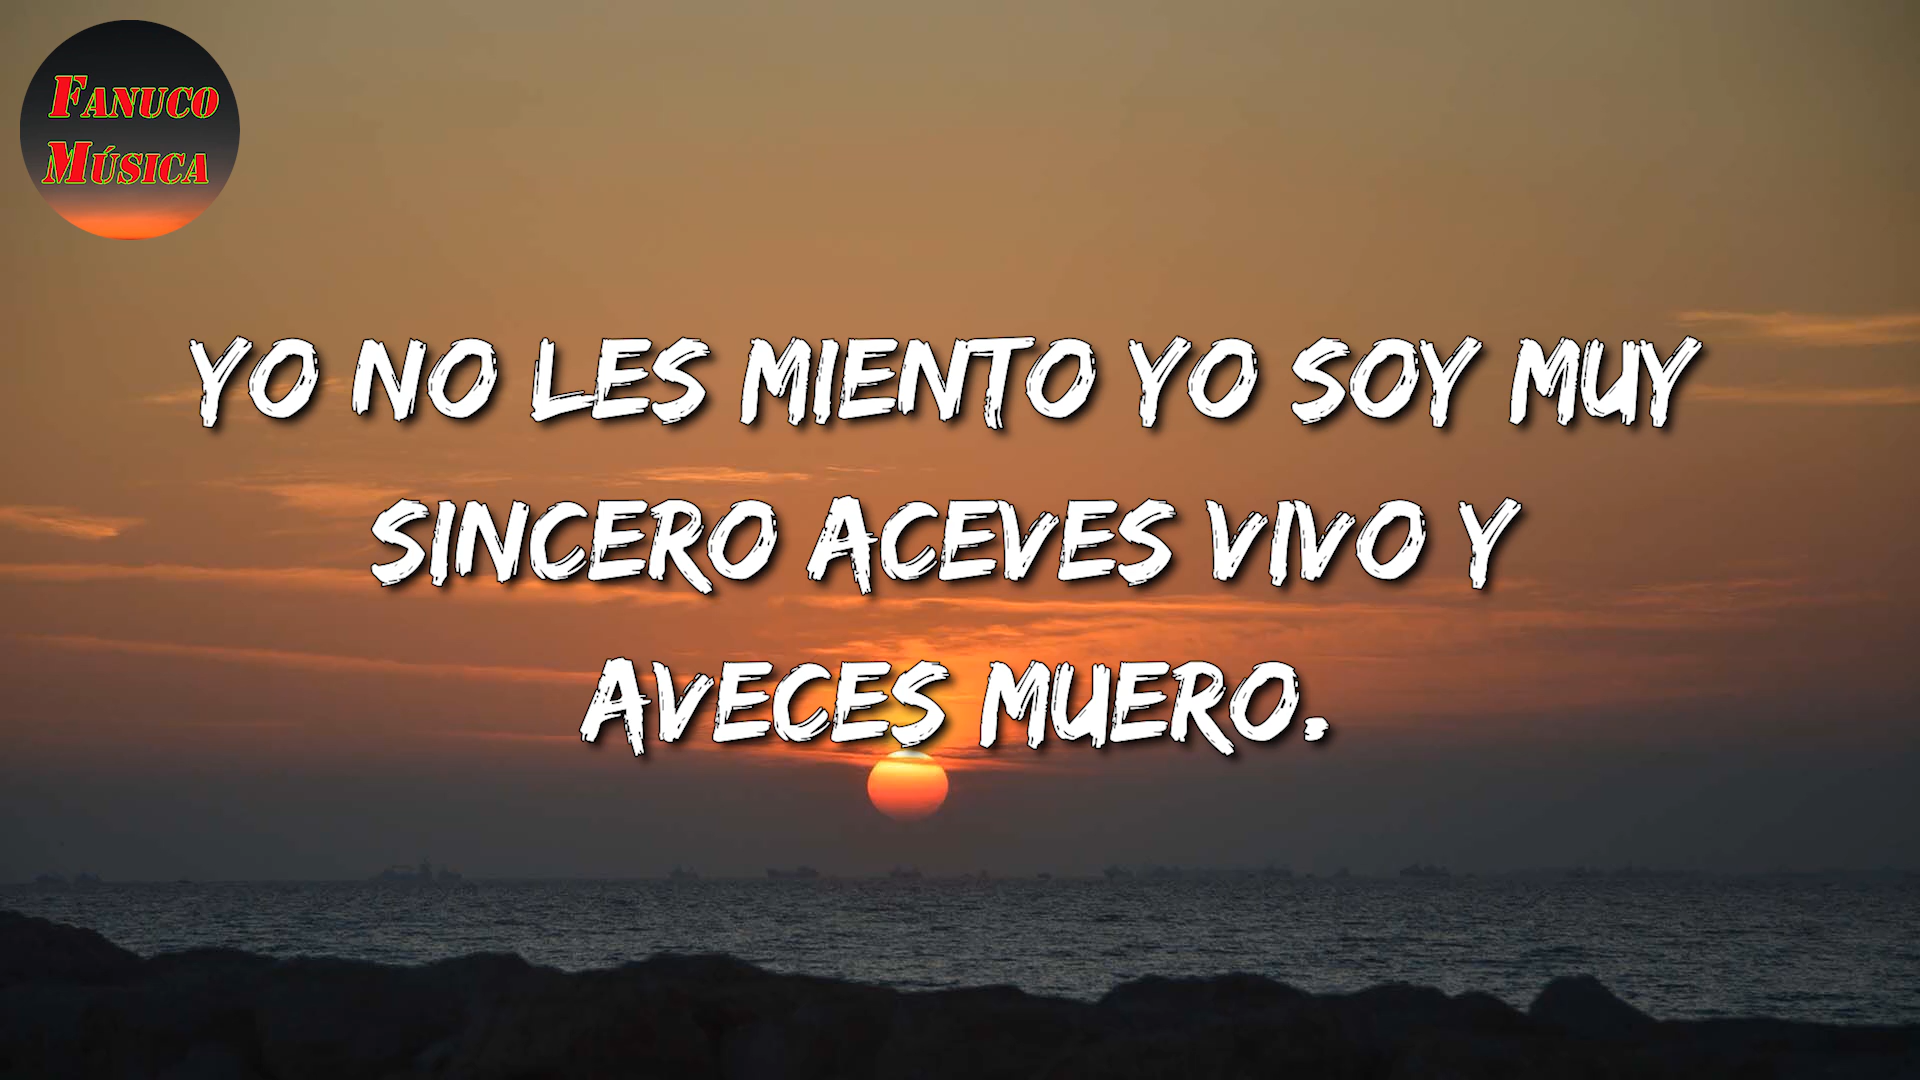 FANUCO
MÚSICA
YO NO LES MIENTO YO SOY MUY
SINCERO ACEVES VIVO Y
AVECES MUERO.